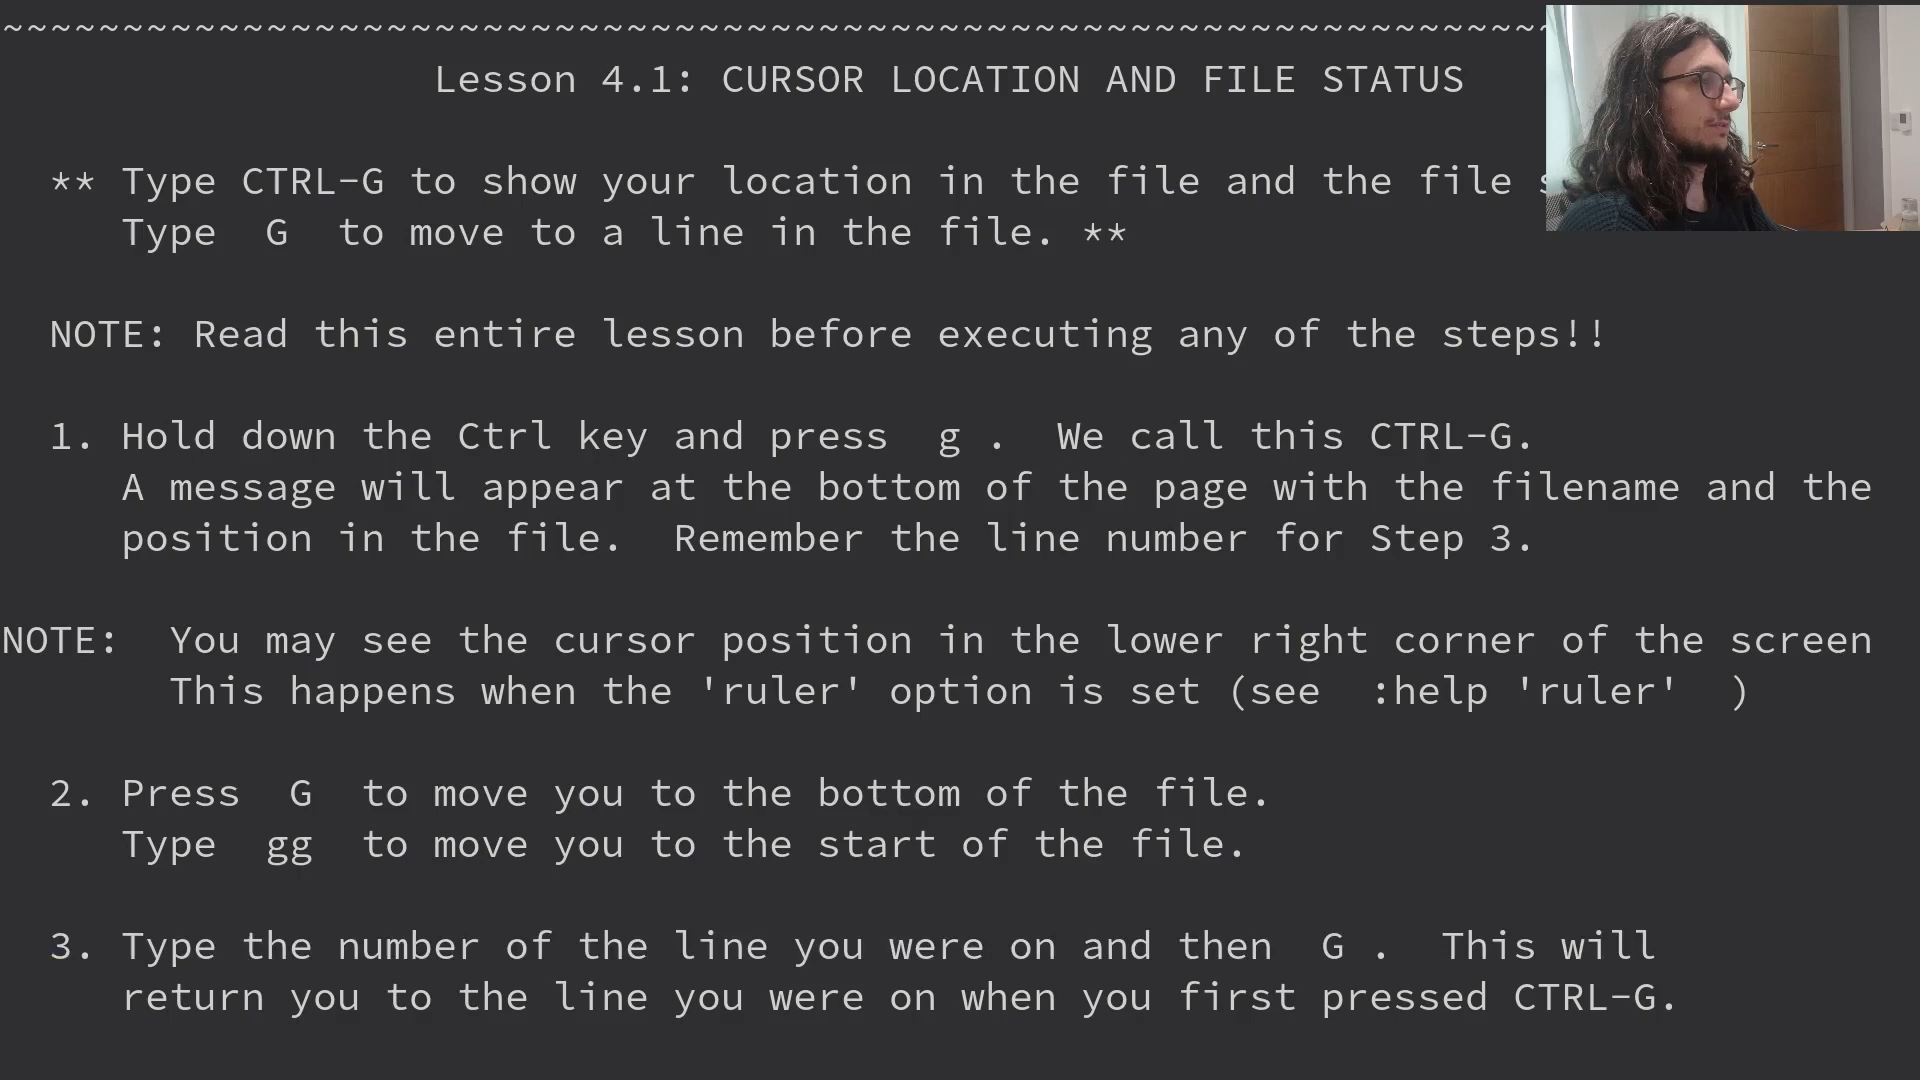 ~~~~~~~~~~~~~~~~~~~~~~~~~~~~~~~~~~~~~~~~~~~~~~~~~~~~~~~~~~~~~~~~~
Lesson 4.1: CURSOR LOCATION AND FILE STATUS
** Type CTRL-G to show your location in the file and the file
Type G to move to a line in the file. **
NOTE: Read this entire lesson before executing any of the steps!!
1. Hold down the Ctrl key and press g . We call this CTRL-G.
A message will appear at the bottom of the page with the filename and the
position in the file. Remember the line number for Step 3.
NOTE: You may see the cursor position in the lower right corner of the screen
This happens when the 'ruler' option is set (see :help 'ruler' )
2. Press G to move you to the bottom of the file.
Type gg to move you to the start of the file.
3. Type the number of the line you were on and then G . This will
return you to the line you were on when you first pressed CTRL-G.